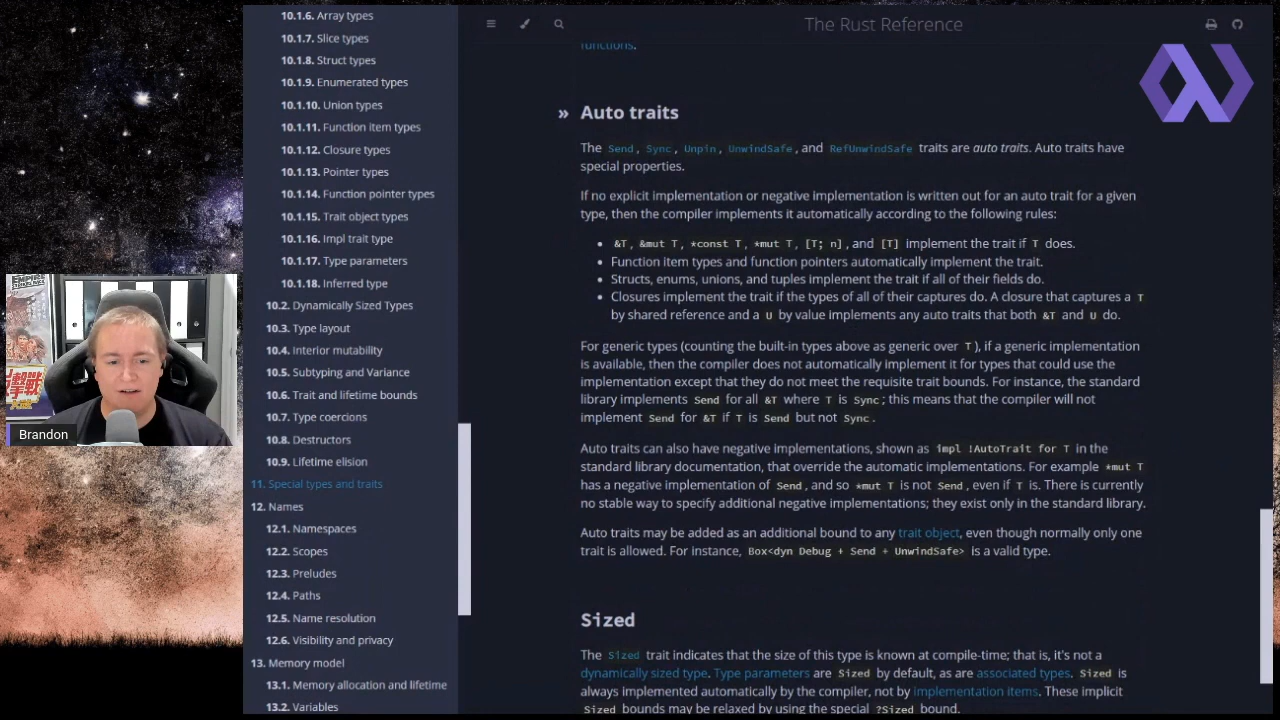 10.1.6. Array types
10.1.7. Slice types
10.1.8. Struct types
10.1.9. Enumerated types
10.1.10. Union types
10.1.11. Function item types
10.1.12. Closure types
10.1.13. Pointer types
10.1.14. Function pointer types
10.1.15. Trait object types
10.1.16. Impl trait type
10.1.17. Type parameters
10.1.18. Inferred type
10.2. Dynamically Sized Types
10.3. Type layout
10.4. Interior mutability
10.5. Subtyping and Variance
10.6. Trait and lifetime bounds
10.7. Type coercions
10.8. Destructors
10.9. Lifetime elision
11. Special types and traits
12. Names
12.1. Namespaces
12.2. Scopes
12.3. Preludes
12.4. Paths
12.5. Name resolution
12.6. Visibility and privacy
13. Memory model
13.1. Memory allocation and lifetime
13.2. Variables
The Rust Reference
functions.
» Auto traits
The Send, Sync, Unpin, UnwindSafe, and RefUnwindSafe traits are auto traits. Auto traits have
special properties.
If no explicit implementation or negative implementation is written out for an auto trait for a given
type, then the compiler implements it automatically according to the following rules:
• &T, &mut T, *const T, *mut T, [T; n], and [T] implement the trait if T does.
• Function item types and function pointers automatically implement the trait.
• Structs, enums, unions, and tuples implement the trait if all of their fields do.
• Closures implement the trait if the types of all of their captures do. A closure that captures a T
by shared reference and a U by value implements any auto traits that both &T and U do.
For generic types (counting the built-in types above as generic over T), if a generic implementation
is available, then the compiler does not automatically implement it for types that could use the
implementation except that they do not meet the requisite trait bounds. For instance, the standard
library implements Send for all &T where T is Sync; this means that the compiler will not
implement Send for &T if T is Send but not Sync.
Auto traits can also have negative implementations, shown as impl !AutoTrait for T in the
standard library documentation, that override the automatic implementations. For example *mut T
has a negative implementation of Send, and so *mut T is not Send, even if T is. There is currently
no stable way to specify additional negative implementations; they exist only in the standard library.
Auto traits may be added as an additional bound to any trait object, even though normally only one
trait is allowed. For instance, Box<dyn Debug + Send + UnwindSafe> is a valid type.
Sized
The Sized trait indicates that the size of this type is known at compile-time; that is, it's not a
dynamically sized type. Type parameters are Sized by default, as are associated types. Sized is
always implemented automatically by the compiler, not by implementation items. These implicit
Sized bounds may be relaxed by using the special ?Sized bound.
Brandon